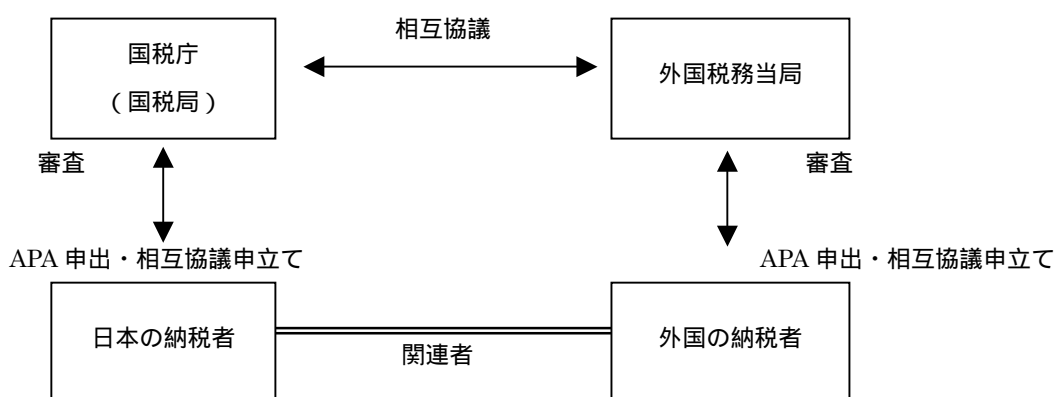 相互協議
国税庁
(国税局)
外国税務当局
審査
審査
APA 申出・相互協議申立て
APA 申出・相互協議申立て
日本の納税者
関連者
外国の納税者